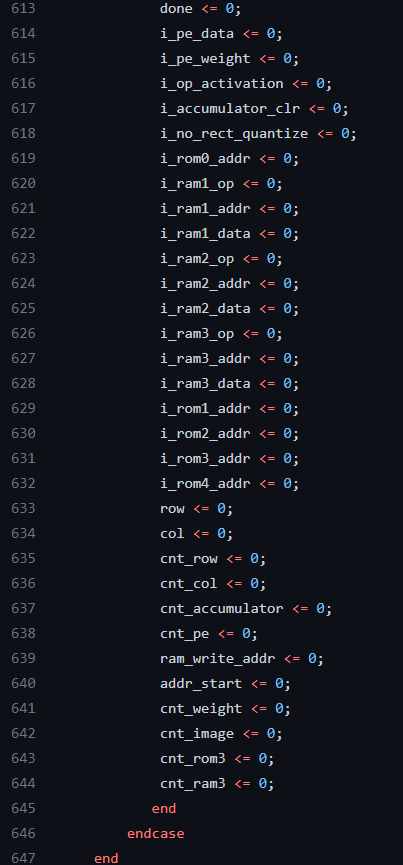 613 done <= 0;
614 i_pe_data <= 0;
615 i_pe_weight <= 0;
616 i_op_activation <= 0;
617 i_accumulator_clr <= 0;
618 i_no_rect_quantize <= 0;
619 i_rom0_addr <= 0;
620 i_ram1_op <= 0;
621 i_ram1_addr <= 0;
622 i_ram1_data <= 0;
623 i_ram2_op <= 0;
624 i_ram2_addr <= 0;
625 i_ram2_data <= 0;
626 i_ram3_op <= 0;
627 i_ram3_addr <= 0;
628 i_ram3_data <= 0;
629 i_rom1_addr <= 0;
630 i_rom2_addr <= 0;
631 i_rom3_addr <= 0;
632 i_rom4_addr <= 0;
633 row <= 0;
634 col <= 0;
635 cnt_row <= 0;
636 cnt_col <= 0;
637 cnt_accumulator <= 0;
638 cnt_pe <= 0;
639 ram_write_addr <= 0;
640 addr_start <= 0;
641 cnt_weight <= 0;
642 cnt_image <= 0;
643 cnt_rom3 <= 0;
644 cnt_ram3 <= 0;
645 end
646 endcase
647 end